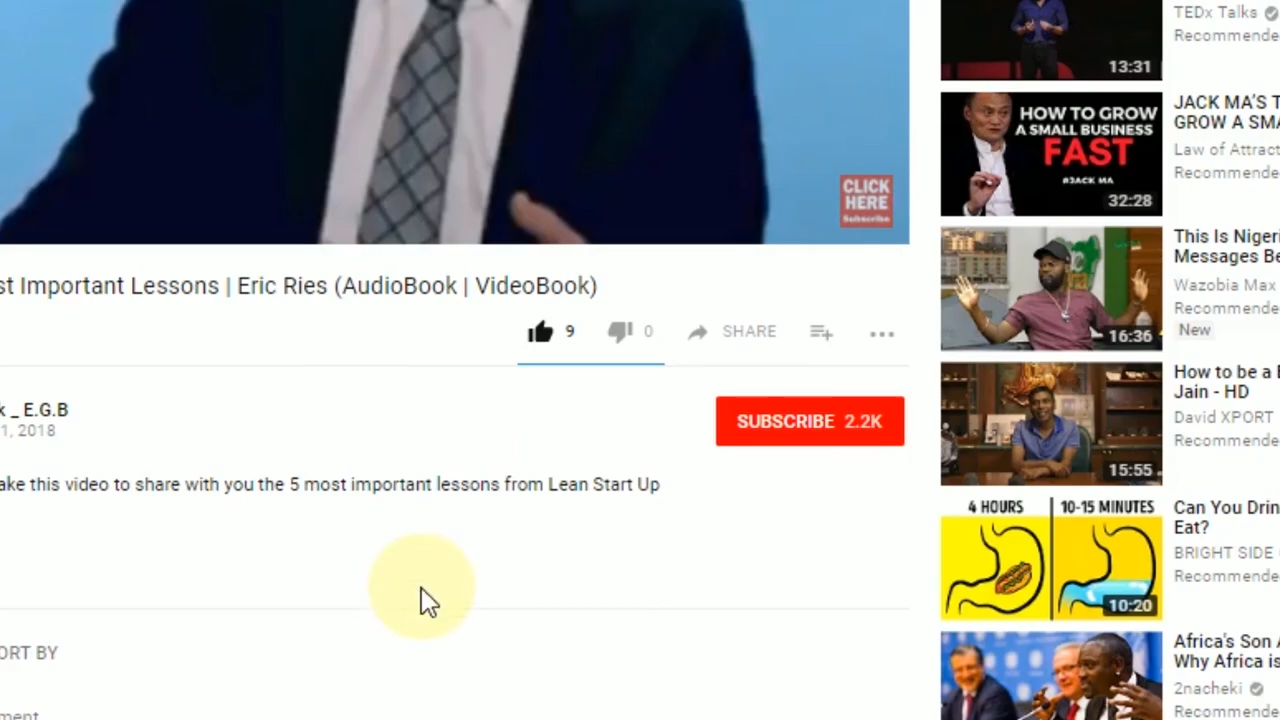 CLICK
HERE
Subscribe
st Important Lessons | Eric Ries (AudioBook | VideoBook)
9
0
SHARE
k _ E.G.B
1, 2018
SUBSCRIBE 2.2K
ake this video to share with you the 5 most important lessons from Lean Start Up
ORT BY
ment
TEDx Talks
Recommende
13:31
HOW TO GROW
A SMALL BUSINESS
FAST
#JACK MA
32:28
JACK MA'S T
GROW A SMA
Law of Attract
Recommende
16:36
This Is Nigeri
Messages Be
Wazobia Max
Recommende
New
15:55
How to be a B
Jain - HD
David XPORT
Recommende
4 HOURS
10-15 MINUTES
10:20
Can You Drin
Eat?
BRIGHT SIDE
Recommende
Africa's Son A
Why Africa is
2nacheki
Recommende